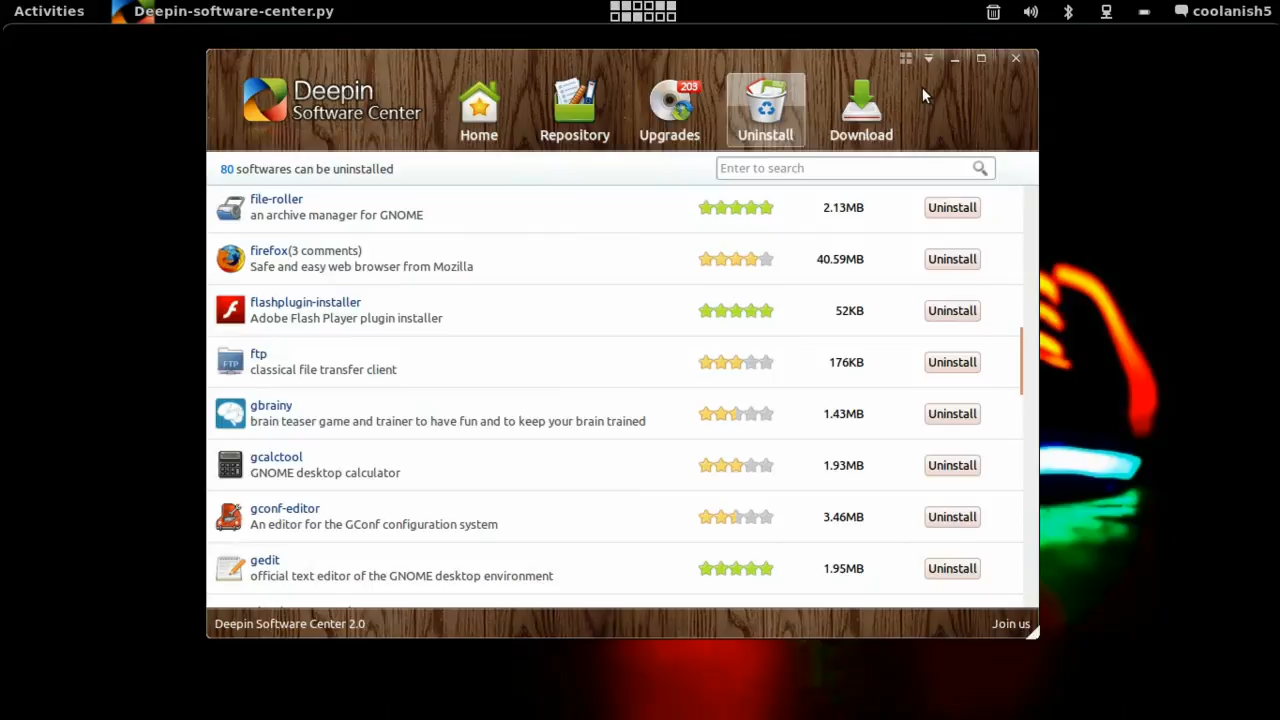 Activities
Deepin-software-center.py
coolanish5
Deepin
Software Center
203
Home
Repository
Upgrades
Uninstall
Download
80 softwares can be uninstalled
Enter to search
file-roller
an archive manager for GNOME
2.13MB
Uninstall
firefox(3 comments)
Safe and easy web browser from Mozilla
40.59MB
Uninstall
flashplugin-installer
Adobe Flash Player plugin installer
52KB
Uninstall
FTP
ftp
classical file transfer client
176KB
Uninstall
gbrainy
brain teaser game and trainer to have fun and to keep your brain trained
1.43MB
Uninstall
gcalctool
GNOME desktop calculator
1.93MB
Uninstall
gconf-editor
An editor for the GConf configuration system
3.46MB
Uninstall
gedit
official text editor of the GNOME desktop environment
1.95MB
Uninstall
Deepin Software Center 2.0
Join us